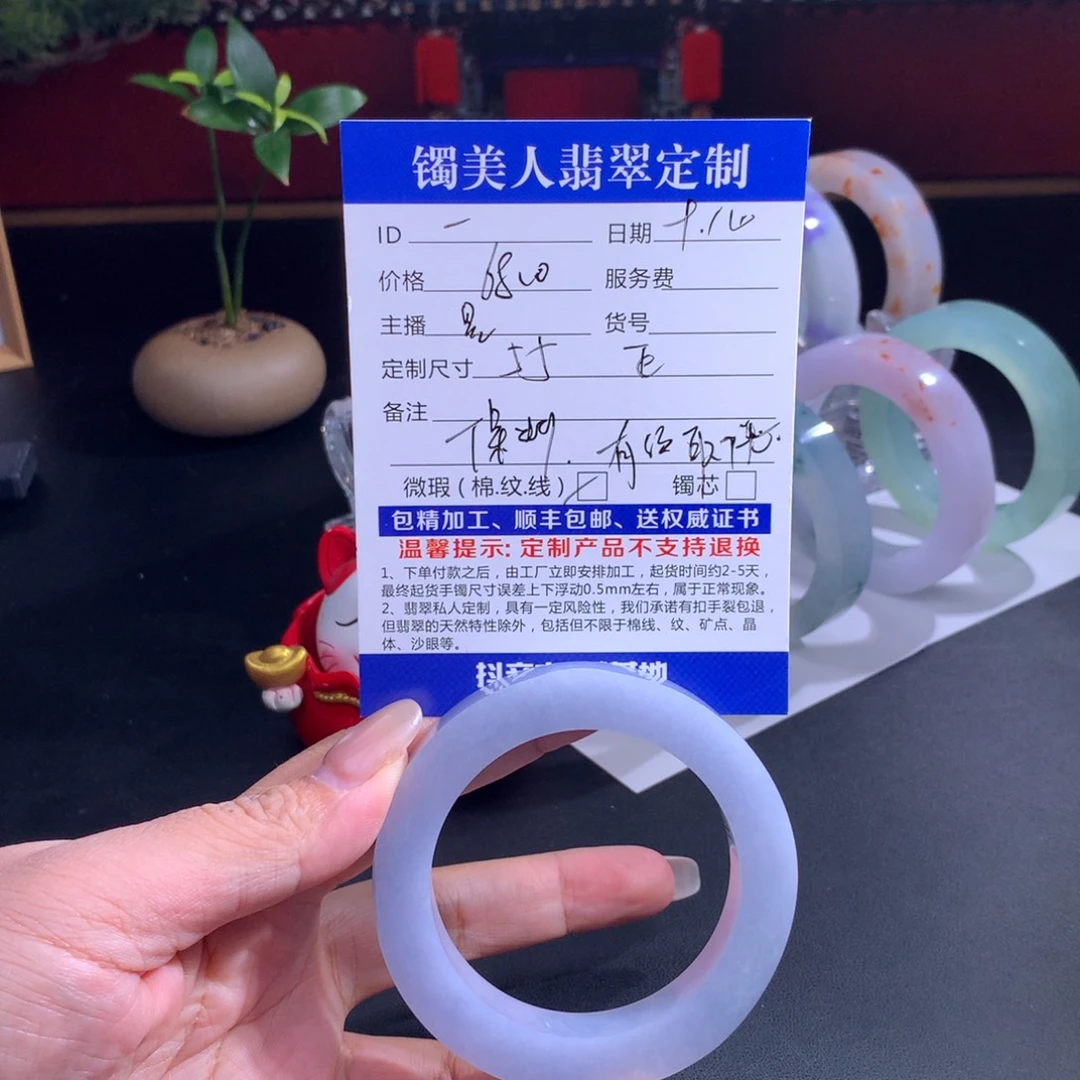 镯美人翡翠定制
ID 一 日期
价格 6800 服务费
主播 货号
定制尺寸
备注
微瑕(棉.纹.线) 镯芯
包精加工、顺丰包邮、送权威证书
温馨提示: 定制产品不支持退换
1、下单付款之后，由工厂立即安排加工，起货时间约2-5天，
最终起货手镯尺寸误差上下浮动0.5mm左右，属于正常现象。
2、翡翠私人定制，具有一定风险性，我们承诺有扣手裂包退，
但翡翠的天然特性除外，包括但不限于棉线、纹、矿点、晶
体、沙眼等。